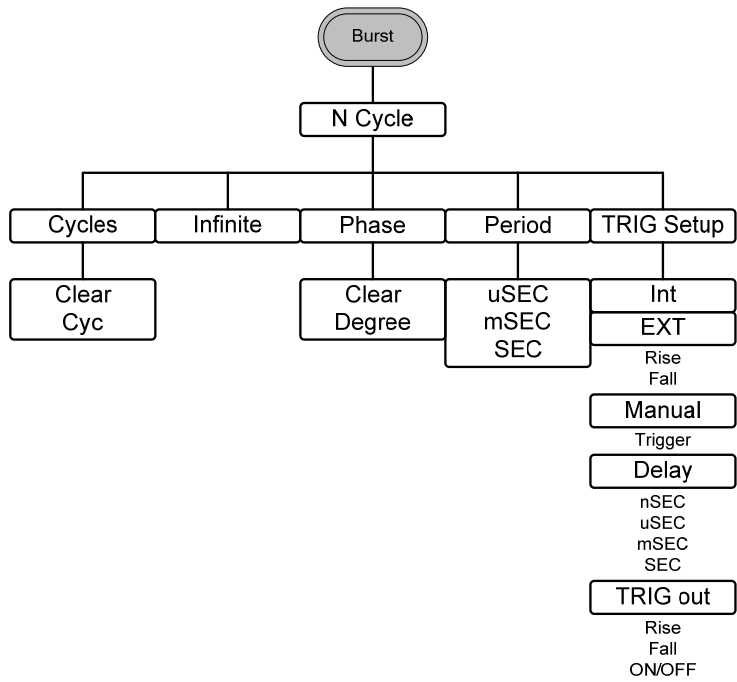 Burst
N Cycle
Cycles
Infinite
Phase
Period
TRIG Setup
Clear
Cyc
Clear
Degree
uSEC
mSEC
SEC
Int
EXT
Rise
Fall
Manual
Trigger
Delay
nSEC
uSEC
mSEC
SEC
TRIG out
Rise
Fall
ON/OFF